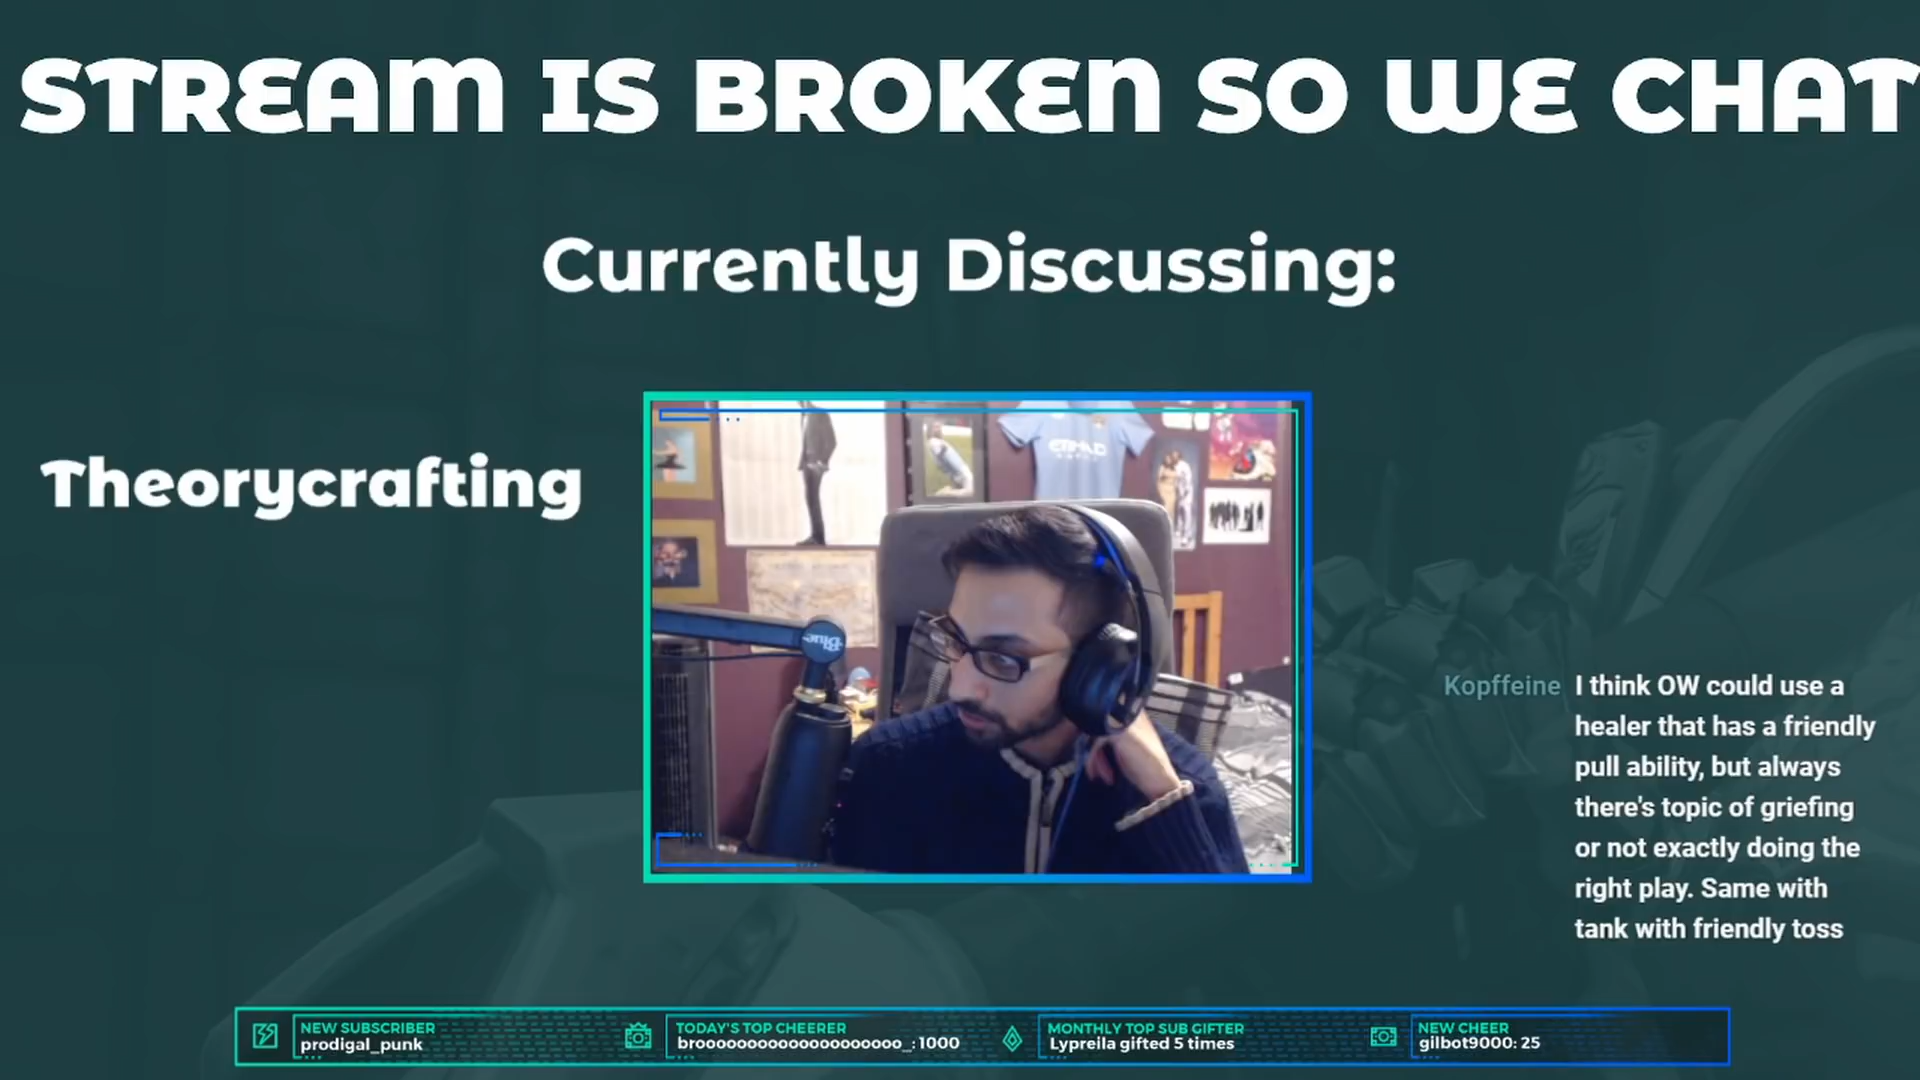 STREAM IS BROKEN SO WE CHAT
Currently Discussing:
Theorycrafting
ETIHAD
Blue
Kopffeine I think OW could use a
healer that has a friendly
pull ability, but always
there's topic of griefing
or not exactly doing the
right play. Same with
tank with friendly toss
NEW SUBSCRIBER
prodigal_punk
TODAY'S TOP CHEERER
broooooooooooooooooooo_: 1000
MONTHLY TOP SUB GIFTER
Lypreila gifted 5 times
NEW CHEER
gilbot9000: 25